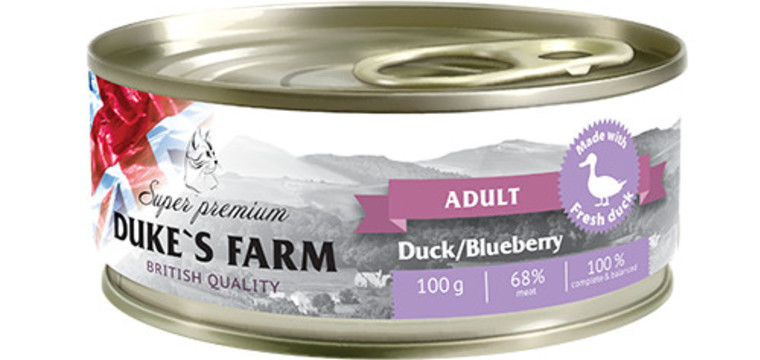 Super premium
DUKE`S FARM
BRITISH QUALITY
ADULT
Made with
Fresh duck
Duck/Blueberry
100 g
68%
meat
100 %
complete & balanced